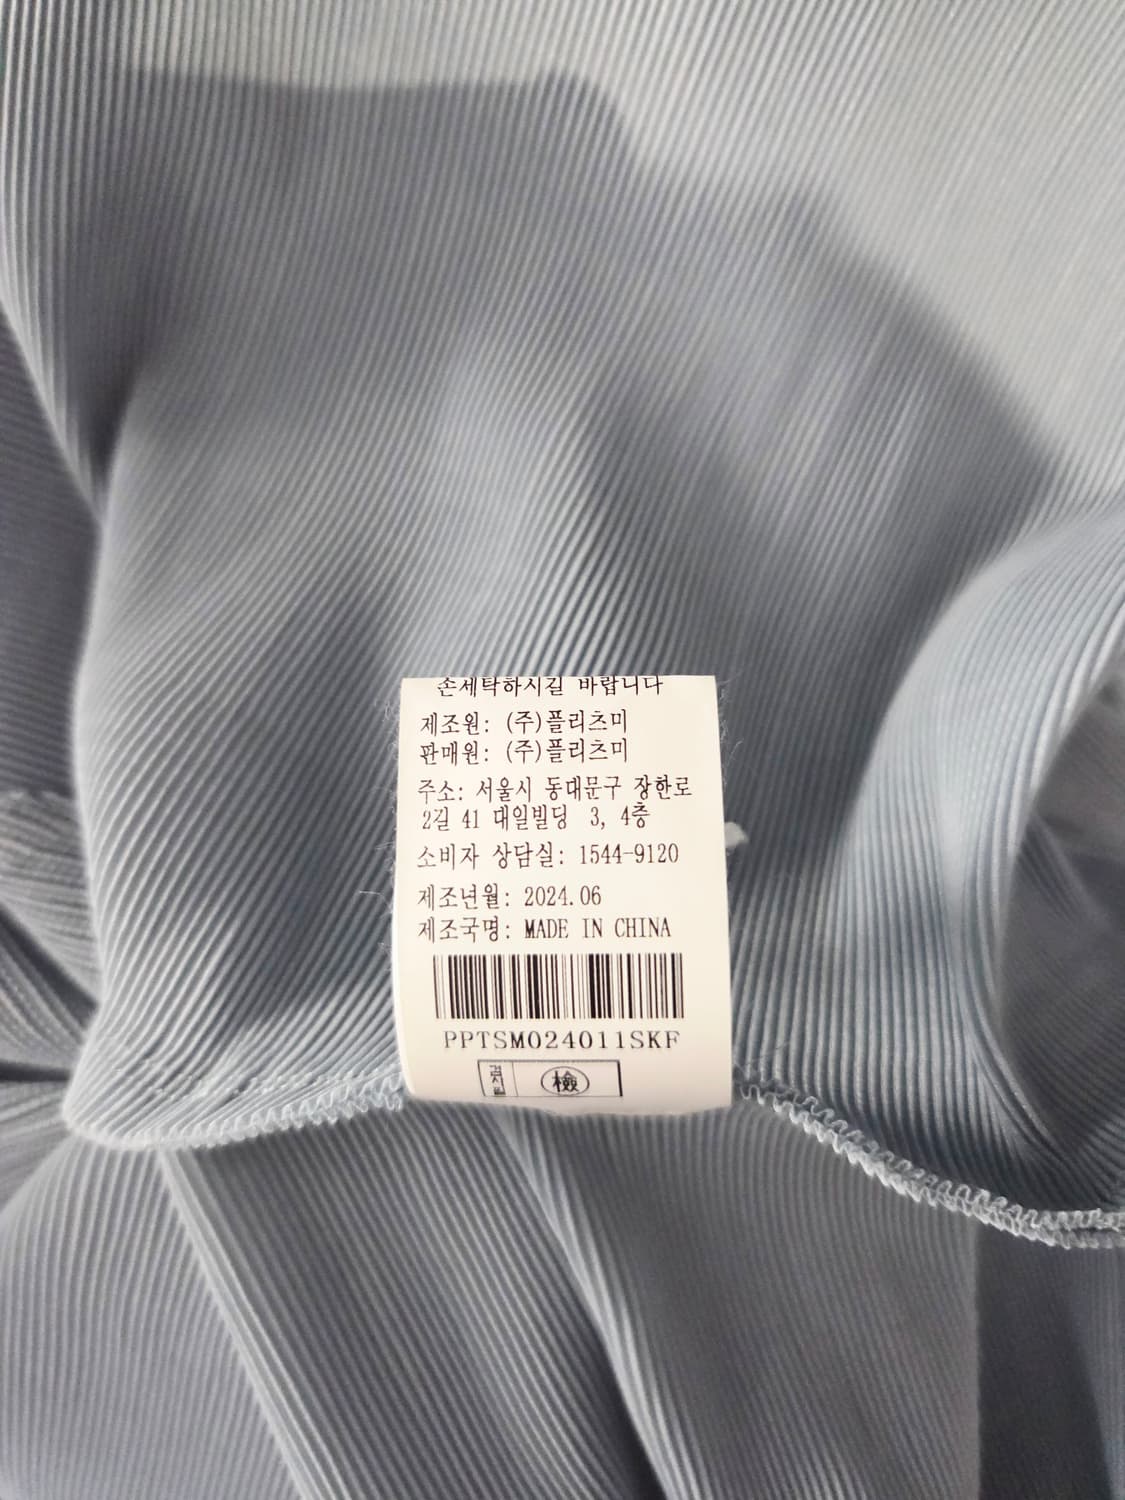 손세탁하시길 바랍니다
제조원: (주)플리츠미
판매원: (주)플리츠미
주소: 서울시 동대문구 장한로
2길 41 대일빌딩 3, 4층
소비자 상담실: 1544-9120
제조년월: 2024.06
제조국명: MADE IN CHINA
PPTSM024011SKF
검사필 檢